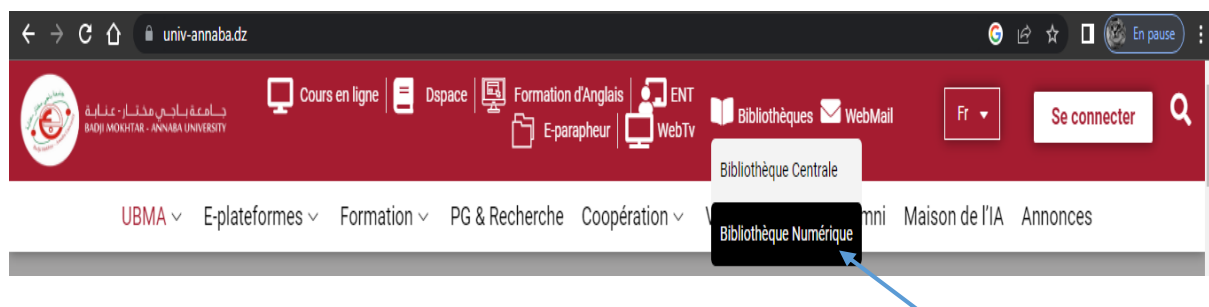 univ-annaba.dz
En pause
جـامعة بـاجـي مختـار - عنـابـة
BADJI MOKHTAR - ANNABA UNIVERSITY
Cours en ligne
Dspace
Formation d'Anglais
ENT
E-parapheur
WebTv
Bibliothèques
WebMail
Fr
Se connecter
Bibliothèque Centrale
Bibliothèque Numérique
UBMA
E-plateformes
Formation
PG & Recherche
Coopération
Maison de l'IA
Annonces